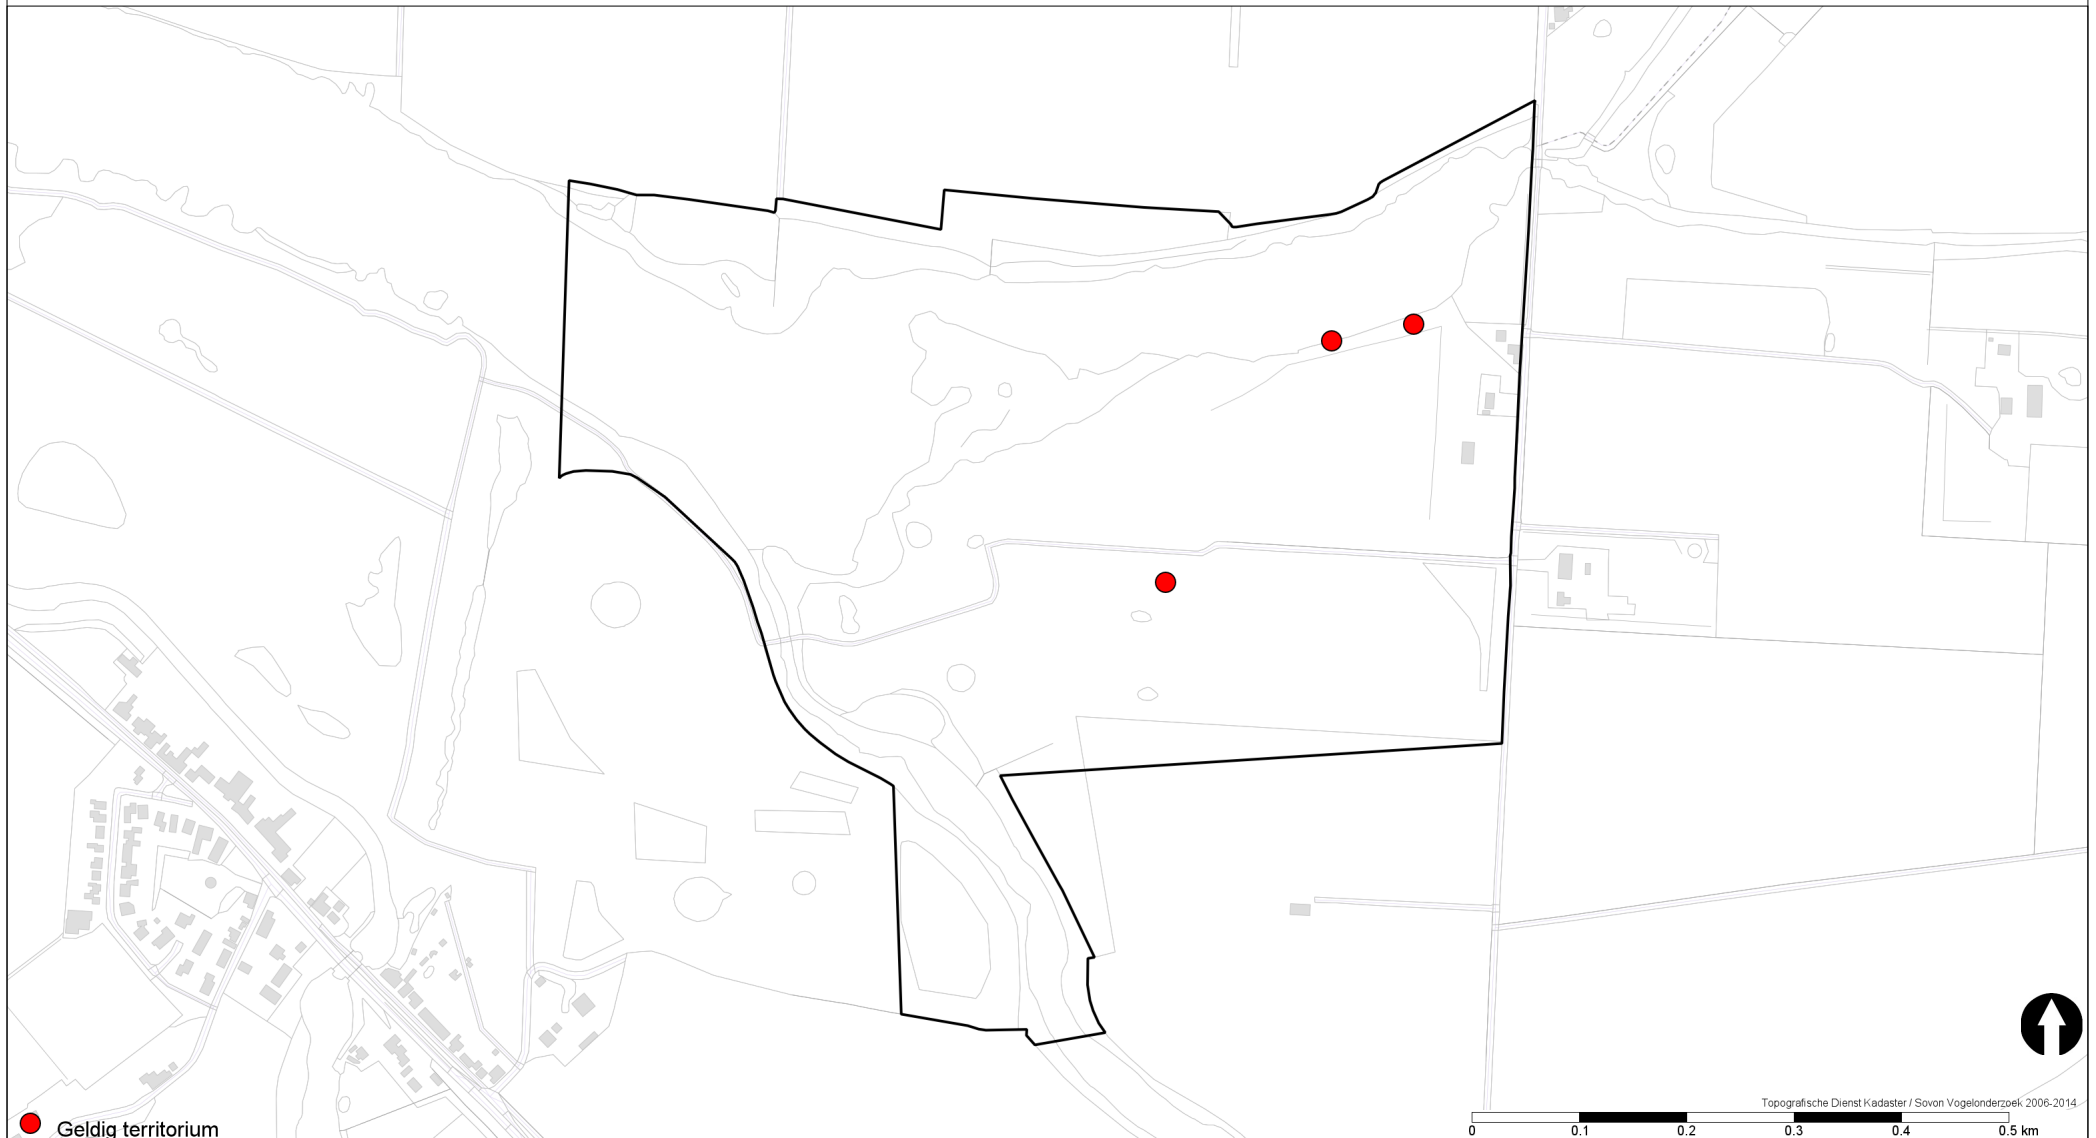 Topografische Dienst Kadaster / Sovon Vogelonderzoek 2006-2014
0 0.1 0.2 0.3 0.4 0.5 km
Geldig territorium